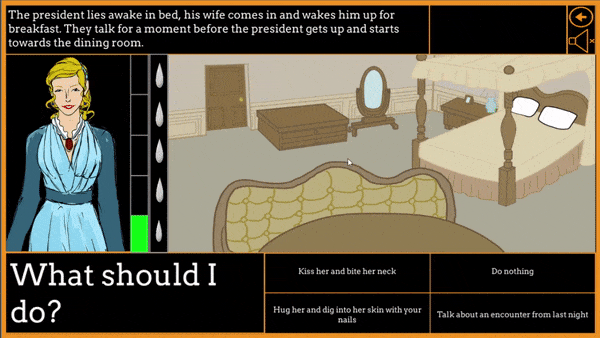 The president lies awake in bed, his wife comes in and wakes him up for
breakfast. They talk for a moment before the president gets up and starts
towards the dining room.
What should I
do?
Kiss her and bite her neck
Do nothing
Hug her and dig into her skin with your
nails
Talk about an encounter from last night